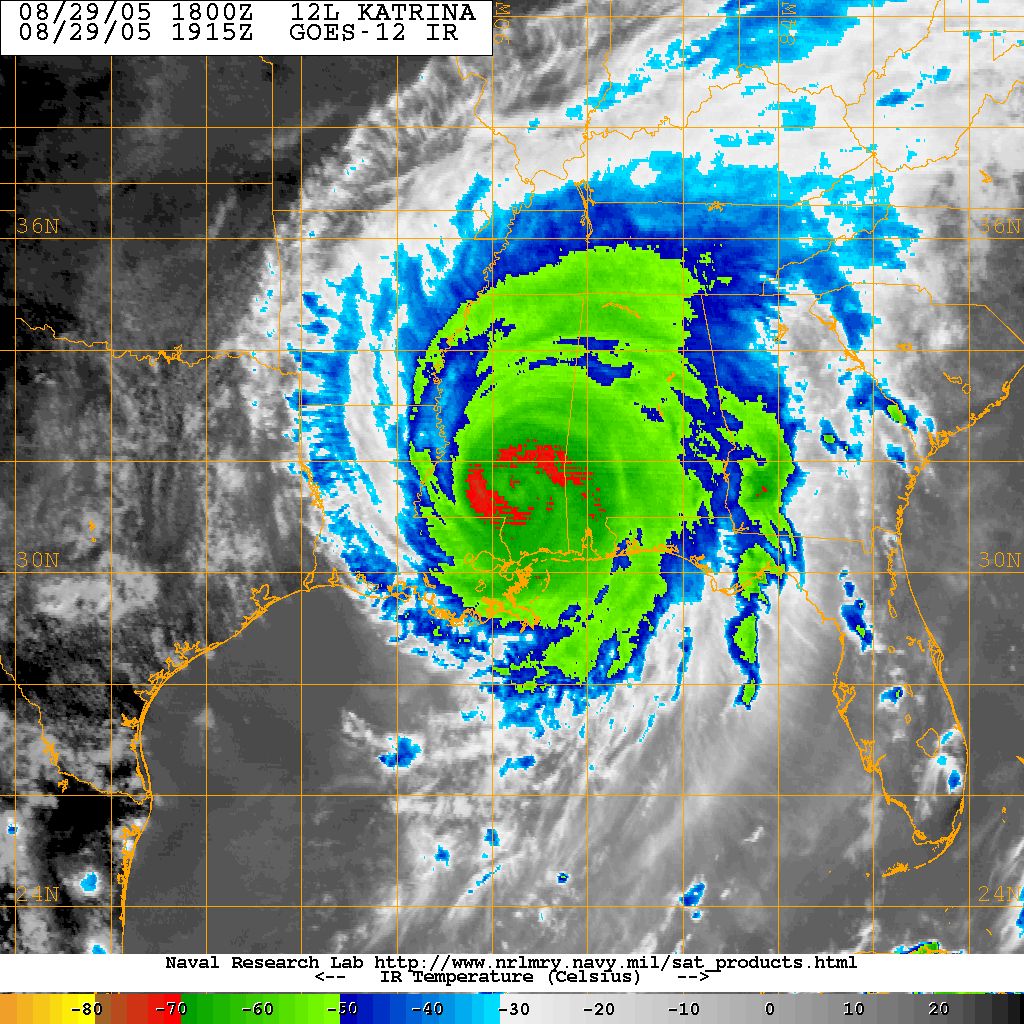 08/29/05 1800Z 12L KATRINA
08/29/05 1915Z GOES-12 IR
36N 36N
30N 30N
24N 24N
Naval Research Lab http://www.nrlmry.navy.mil/sat_products.html
<-- IR Temperature (Celsius) -->
-80 -70 -60 -50 -40 -30 -20 -10 0 10 20